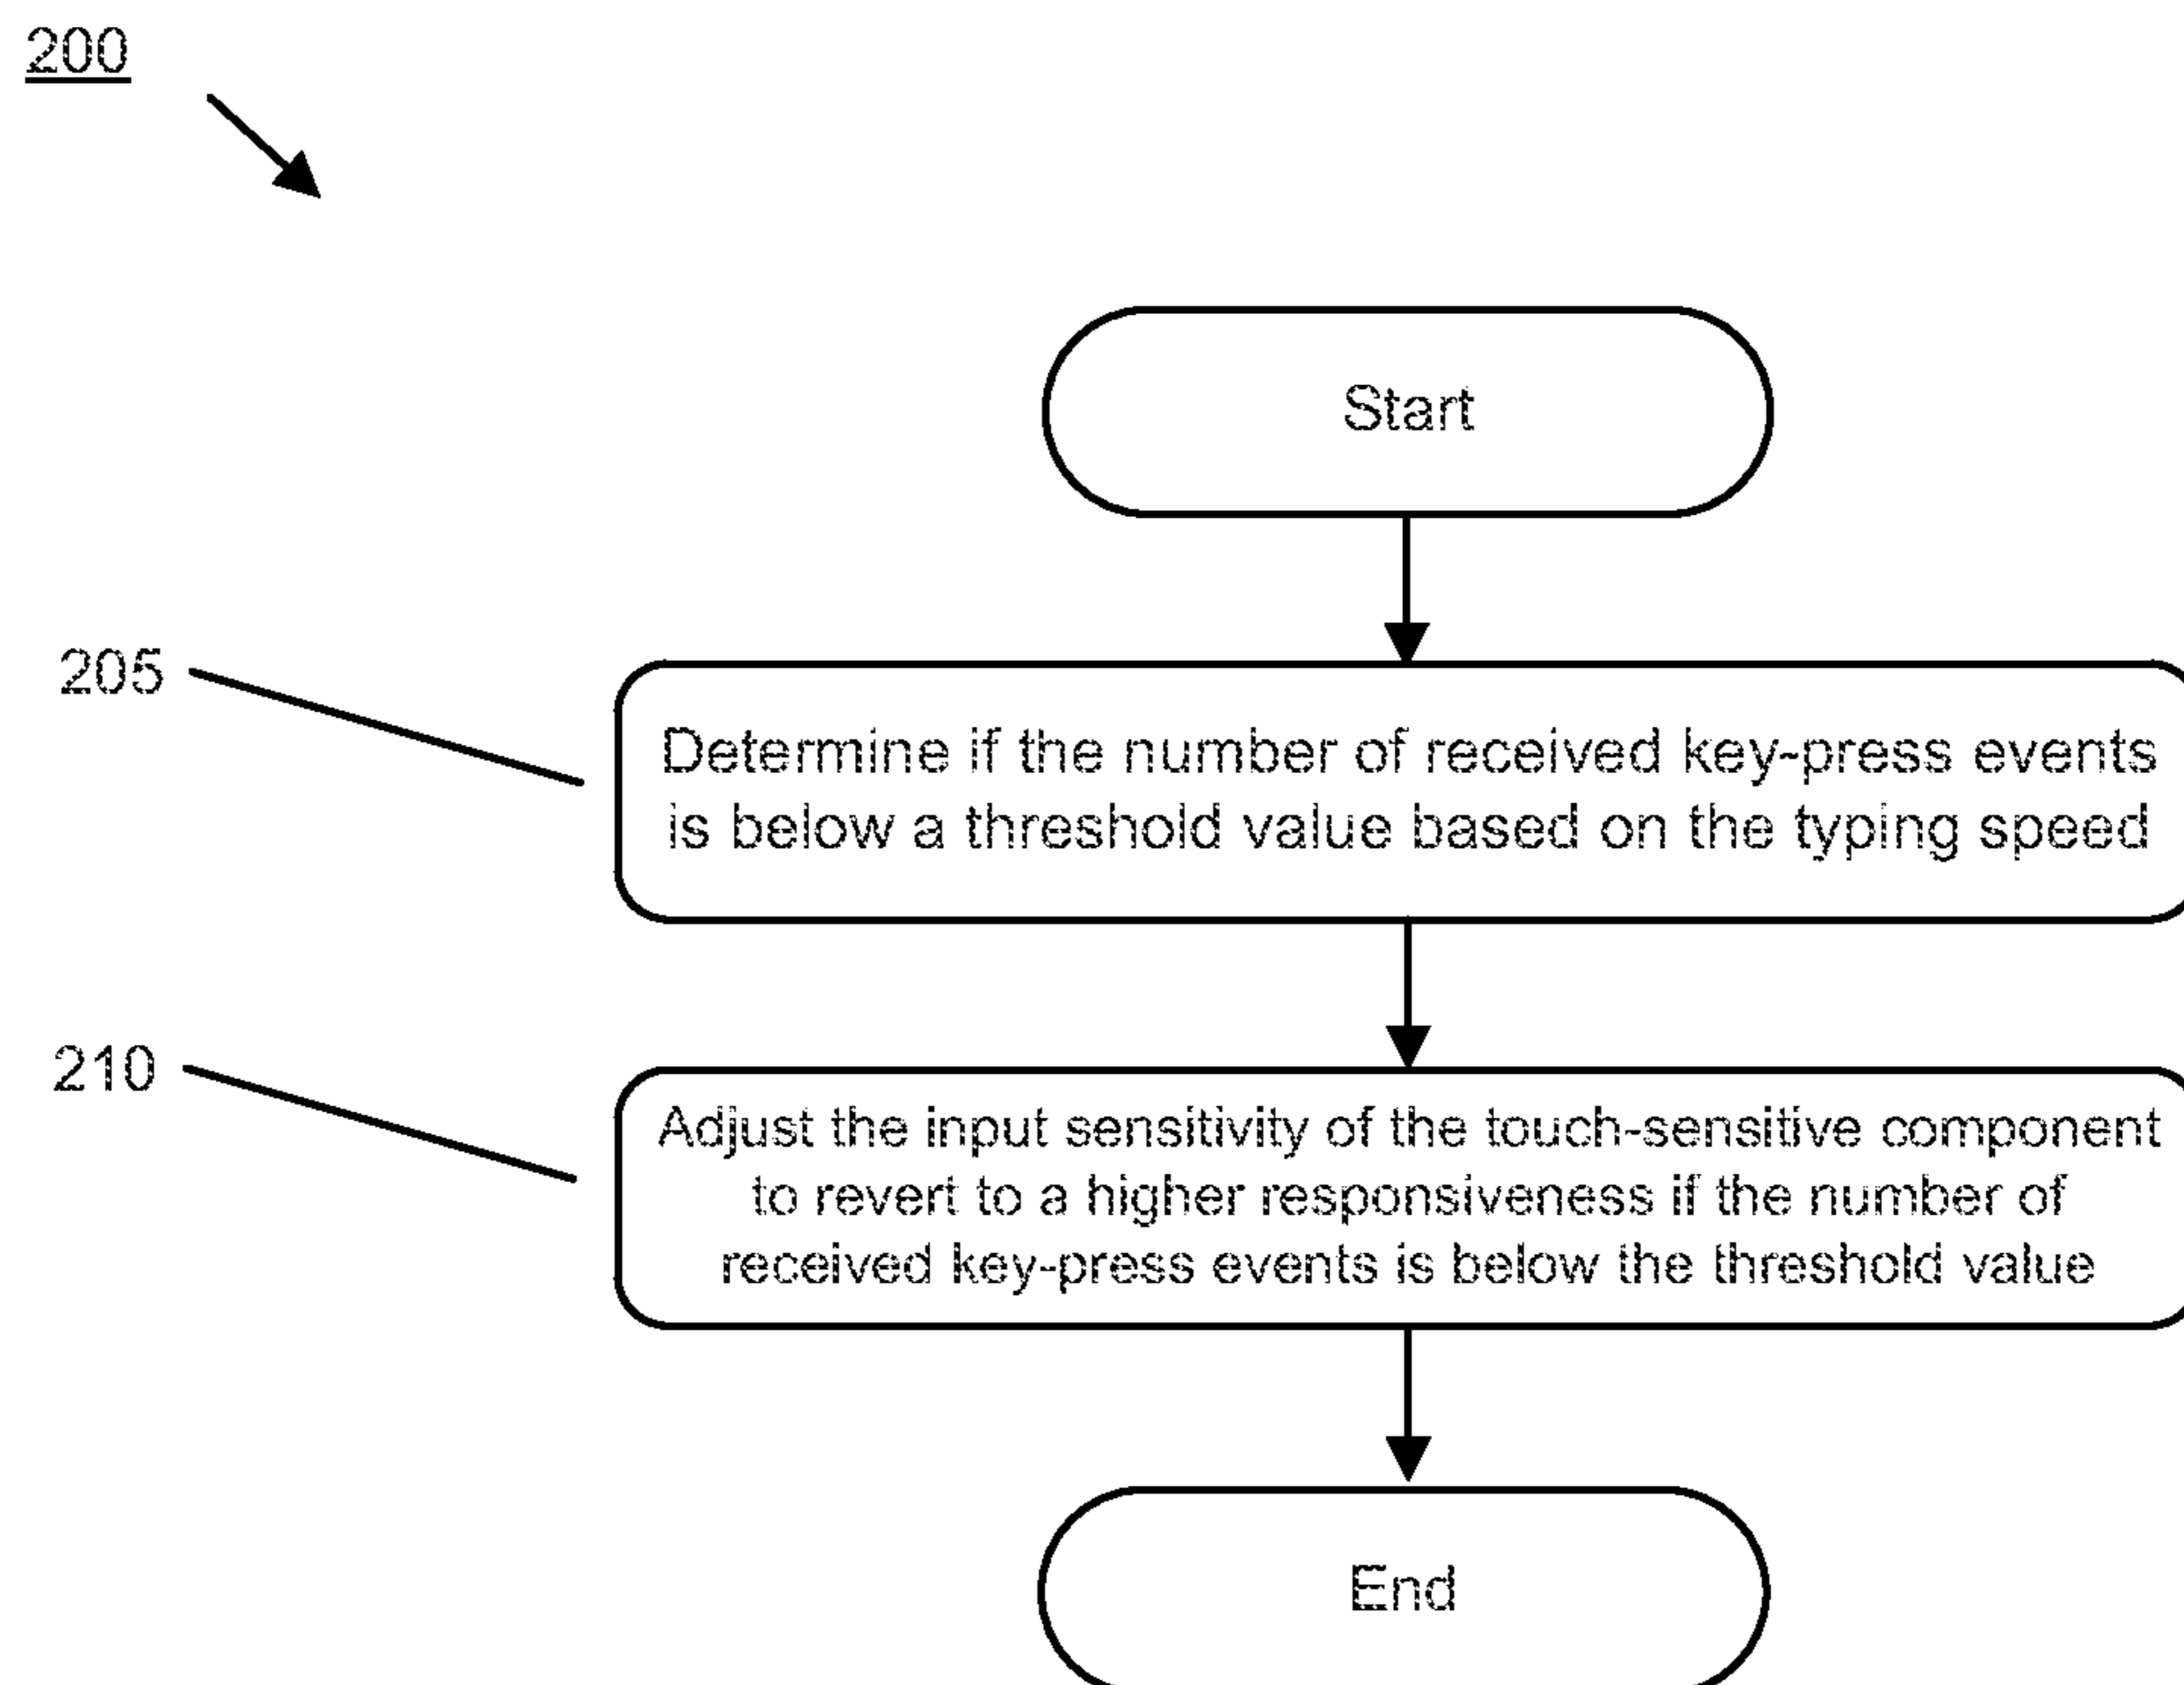 200
Start
205
Determine if the number of received key-press events
is below a threshold value based on the typing speed
210
Adjust the input sensitivity of the touch-sensitive component
to revert to a higher responsiveness if the number of
received key-press events is below the threshold value
End